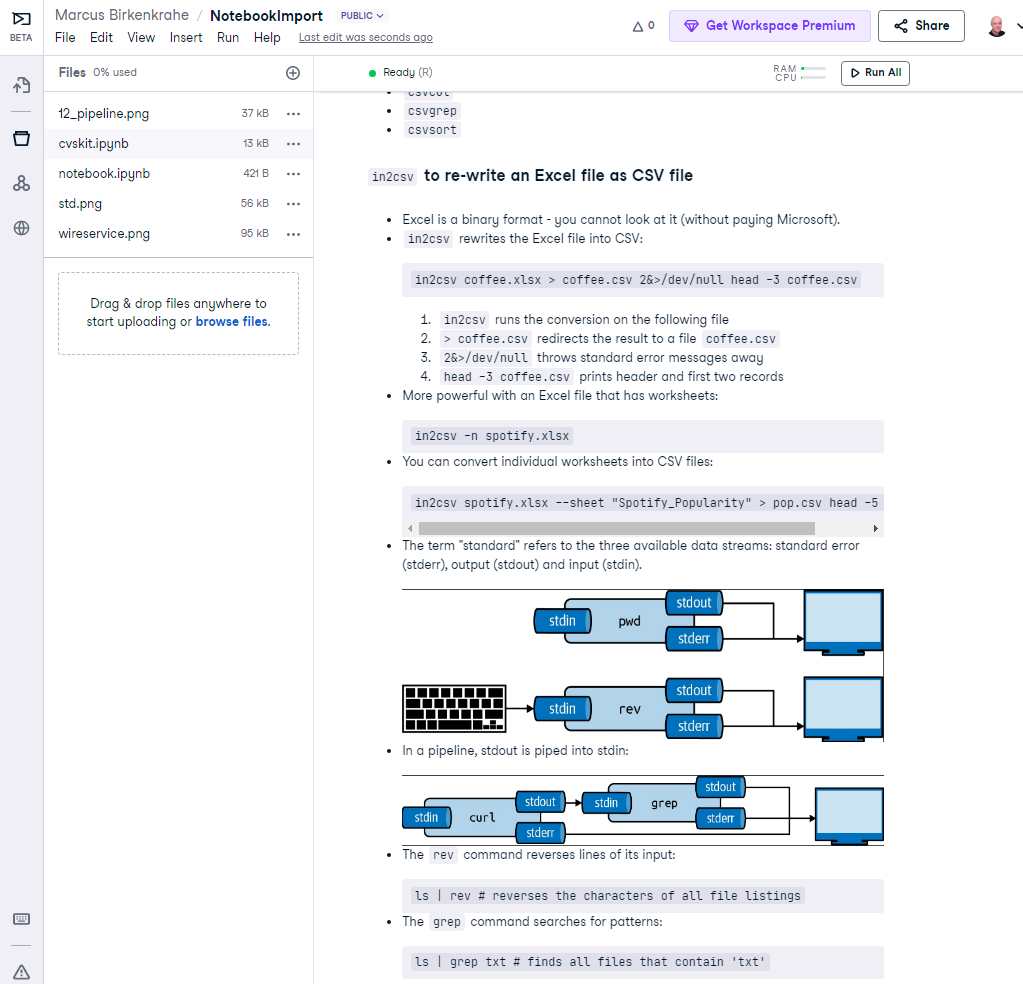 Marcus Birkenkrahe / NotebookImport PUBLIC
BETA
File Edit View Insert Run Help Last edit was seconds ago
0
Get Workspace Premium
Share
Files 0% used
Ready (R)
RAM
CPU
Run All
12_pipeline.png 37 kB
cvskit.ipynb 13 kB
notebook.ipynb 421 B
std.png 56 kB
wireservice.png 95 kB
Drag & drop files anywhere to
start uploading or browse files.
csvcut
csvgrep
csvsort
in2csv to re-write an Excel file as CSV file
Excel is a binary format - you cannot look at it (without paying Microsoft).
in2csv rewrites the Excel file into CSV:
in2csv coffee.xlsx > coffee.csv 2&>/dev/null head -3 coffee.csv
1. in2csv runs the conversion on the following file
2. > coffee.csv redirects the result to a file coffee.csv
3. 2&>/dev/null throws standard error messages away
4. head -3 coffee.csv prints header and first two records
More powerful with an Excel file that has worksheets:
in2csv -n spotify.xlsx
You can convert individual worksheets into CSV files:
in2csv spotify.xlsx --sheet "Spotify_Popularity" > pop.csv head -5
The term "standard" refers to the three available data streams: standard error
(stderr), output (stdout) and input (stdin).
stdin pwd stdout
stderr
stdin rev stdout
stderr
In a pipeline, stdout is piped into stdin:
stdin curl stdout
stderr
stdin grep stdout
stderr
The rev command reverses lines of its input:
ls | rev # reverses the characters of all file listings
The grep command searches for patterns:
ls | grep txt # finds all files that contain 'txt'